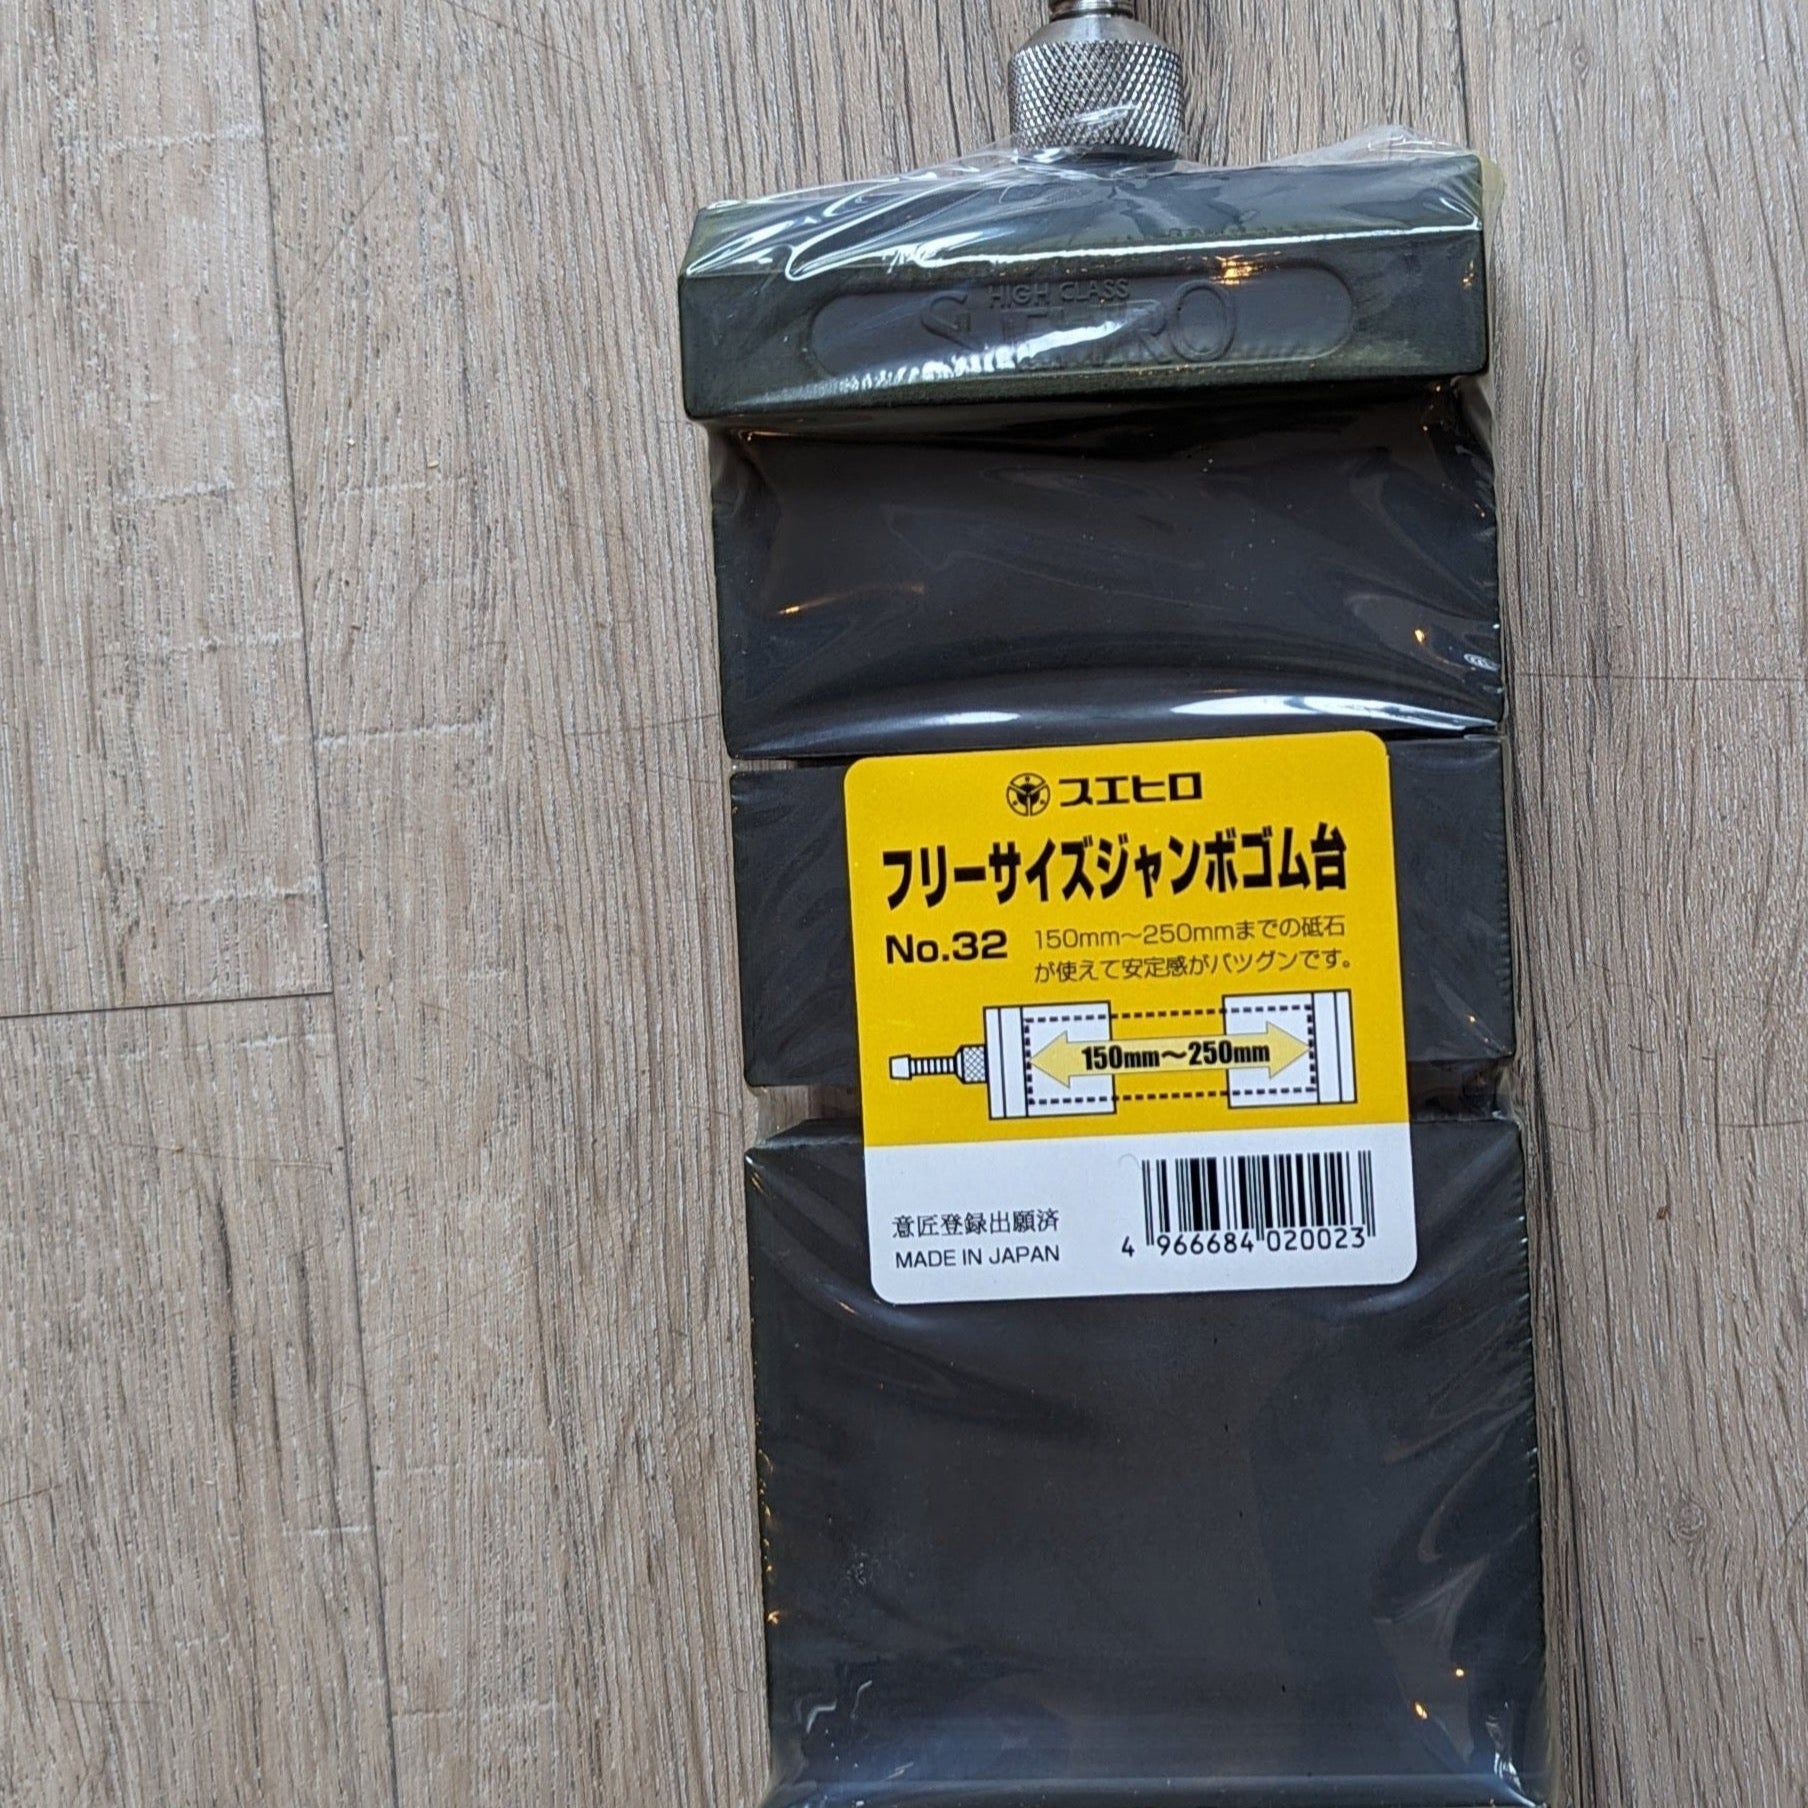 HIGH CLASS
スエヒロ
フリーサイズジャンボゴム台
No.32
150mm～250mmまでの砥石
が使えて安定感がバツグンです。
150mm～250mm
意匠登録出願済
MADE IN JAPAN
4 966684 020023